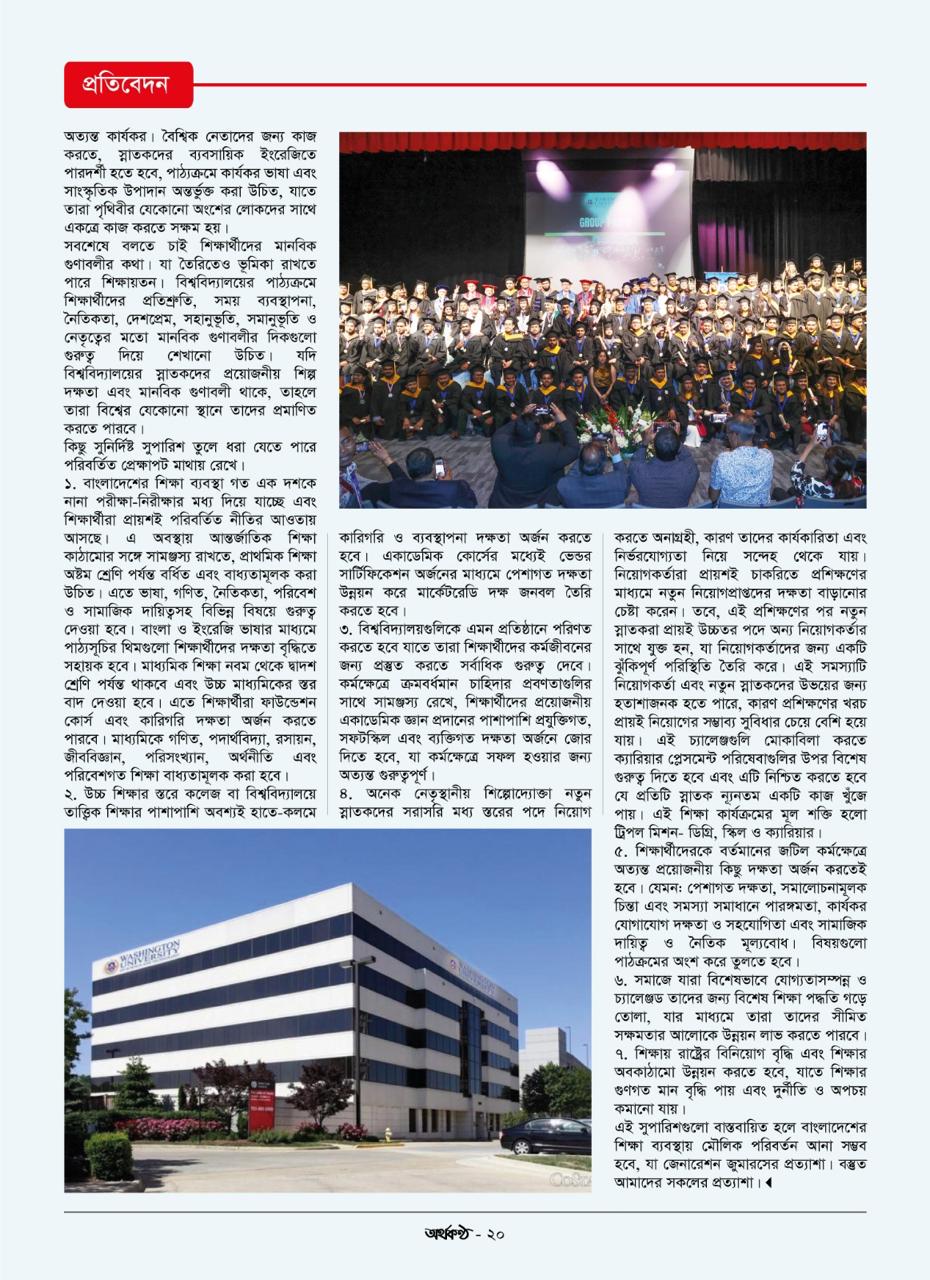 প্রতিবেদন
অত্যন্ত কার্যকর। বৈশ্বিক নেতাদের জন্য কাজ
করতে, স্নাতকদের ব্যবসায়িক ইংরেজিতে
পারদর্শী হতে হবে, পাঠ্যক্রমে কার্যকর ভাষা এবং
সাংস্কৃতিক উপাদান অন্তর্ভুক্ত করা উচিত, যাতে
তারা পৃথিবীর যেকোনো অংশের লোকদের সাথে
একত্রে কাজ করতে সক্ষম হয়।
সবশেষে বলতে চাই শিক্ষার্থীদের মানবিক
গুণাবলীর কথা। যা তৈরিতেও ভূমিকা রাখতে
পারে শিক্ষায়তন। বিশ্ববিদ্যালয়ের পাঠ্যক্রমে
শিক্ষার্থীদের প্রতিশ্রুতি, সময় ব্যবস্থাপনা,
নৈতিকতা, দেশপ্রেম, সহানুভূতি, সমানুভূতি ও
নেতৃত্বের মতো মানবিক গুণাবলীর দিকগুলো
গুরুত্ব দিয়ে শেখানো উচিত। যদি
বিশ্ববিদ্যালয়ের স্নাতকদের প্রয়োজনীয় শিল্প
দক্ষতা এবং মানবিক গুণাবলী থাকে, তাহলে
তারা বিশ্বের যেকোনো স্থানে তাদের প্রমাণিত
করতে পারবে।
কিছু সুনির্দিষ্ট সুপারিশ তুলে ধরা যেতে পারে
পরিবর্তিত প্রেক্ষাপট মাথায় রেখে।
১. বাংলাদেশের শিক্ষা ব্যবস্থা গত এক দশকে
নানা পরীক্ষা-নিরীক্ষার মধ্য দিয়ে যাচ্ছে এবং
শিক্ষার্থীরা প্রায়শই পরিবর্তিত নীতির আওতায়
আসছে। এ অবস্থায় আন্তর্জাতিক শিক্ষা
কাঠামোর সঙ্গে সামঞ্জস্য রাখতে, প্রাথমিক শিক্ষা
অষ্টম শ্রেণি পর্যন্ত বর্ধিত এবং বাধ্যতামূলক করা
উচিত। এতে ভাষা, গণিত, নৈতিকতা, পরিবেশ
ও সামাজিক দায়িত্বসহ বিভিন্ন বিষয়ে গুরুত্ব
দেওয়া হবে। বাংলা ও ইংরেজি ভাষার মাধ্যমে
পাঠ্যসূচির থিমগুলো শিক্ষার্থীদের দক্ষতা বৃদ্ধিতে
সহায়ক হবে। মাধ্যমিক শিক্ষা নবম থেকে দ্বাদশ
শ্রেণি পর্যন্ত থাকবে এবং উচ্চ মাধ্যমিকের স্তর
বাদ দেওয়া হবে। এতে শিক্ষার্থীরা ফাউন্ডেশন
কোর্স এবং কারিগরি দক্ষতা অর্জন করতে
পারবে। মাধ্যমিকে গণিত, পদার্থবিদ্যা, রসায়ন,
জীববিজ্ঞান, পরিসংখ্যান, অর্থনীতি এবং
পরিবেশগত শিক্ষা বাধ্যতামূলক করা হবে।
২. উচ্চ শিক্ষার স্তরে কলেজ বা বিশ্ববিদ্যালয়ে
তাত্ত্বিক শিক্ষার পাশাপাশি অবশ্যই হাতে-কলমে
কারিগরি ও ব্যবস্থাপনা দক্ষতা অর্জন করতে
হবে। একাডেমিক কোর্সের মধ্যেই ভেন্ডর
সার্টিফিকেশন অর্জনের মাধ্যমে পেশাগত দক্ষতা
উন্নয়ন করে মার্কেটরেডি দক্ষ জনবল তৈরি
করতে হবে।
৩. বিশ্ববিদ্যালয়গুলিকে এমন প্রতিষ্ঠানে পরিণত
করতে হবে যাতে তারা শিক্ষার্থীদের কর্মজীবনের
জন্য প্রস্তুত করতে সর্বাধিক গুরুত্ব দেবে।
কর্মক্ষেত্রে ক্রমবর্ধমান চাহিদার প্রবণতাগুলির
সাথে সামঞ্জস্য রেখে, শিক্ষার্থীদের প্রয়োজনীয়
একাডেমিক জ্ঞান প্রদানের পাশাপাশি প্রযুক্তিগত,
সফটস্কিল এবং ব্যক্তিগত দক্ষতা অর্জনে জোর
দিতে হবে, যা কর্মক্ষেত্রে সফল হওয়ার জন্য
অত্যন্ত গুরুত্বপূর্ণ।
৪. অনেক নেতৃস্থানীয় শিল্পোদ্যোক্তা নতুন
স্নাতকদের সরাসরি মধ্য স্তরের পদে নিয়োগ
করতে অনাগ্রহী, কারণ তাদের কার্যকারিতা এবং
নির্ভরযোগ্যতা নিয়ে সন্দেহ থেকে যায়।
নিয়োগকর্তারা প্রায়শই চাকরিতে প্রশিক্ষণের
মাধ্যমে নতুন নিয়োগপ্রাপ্তদের দক্ষতা বাড়ানোর
চেষ্টা করেন। তবে, এই প্রশিক্ষণের পর নতুন
স্নাতকরা প্রায়ই উচ্চতর পদে অন্য নিয়োগকর্তার
সাথে যুক্ত হন, যা নিয়োগকর্তাদের জন্য একটি
ঝুঁকিপূর্ণ পরিস্থিতি তৈরি করে। এই সমস্যাটি
নিয়োগকর্তা এবং নতুন স্নাতকদের উভয়ের জন্য
হতাশাজনক হতে পারে, কারণ প্রশিক্ষণের খরচ
প্রায়ই নিয়োগের সম্ভাব্য সুবিধার চেয়ে বেশি হয়ে
যায়। এই চ্যালেঞ্জগুলি মোকাবিলা করতে
ক্যারিয়ার প্লেসমেন্ট পরিষেবাগুলির উপর বিশেষ
গুরুত্ব দিতে হবে এবং এটি নিশ্চিত করতে হবে
যে প্রতিটি স্নাতক ন্যূনতম একটি কাজ খুঁজে
পায়। এই শিক্ষা কার্যক্রমের মূল শক্তি হলো
ট্রিপল মিশন- ডিগ্রি, স্কিল ও ক্যারিয়ার।
৫. শিক্ষার্থীদেরকে বর্তমানের জটিল কর্মক্ষেত্রে
অত্যন্ত প্রয়োজনীয় কিছু দক্ষতা অর্জন করতেই
হবে। যেমন: পেশাগত দক্ষতা, সমালোচনামূলক
চিন্তা এবং সমস্যা সমাধানে পারঙ্গমতা, কার্যকর
যোগাযোগ দক্ষতা ও সহযোগিতা এবং সামাজিক
দায়িত্ব ও নৈতিক মূল্যবোধ। বিষয়গুলো
পাঠক্রমের অংশ করে তুলতে হবে।
৬. সমাজে যারা বিশেষভাবে যোগ্যতাসম্পন্ন ও
চ্যালেঞ্জড তাদের জন্য বিশেষ শিক্ষা পদ্ধতি গড়ে
তোলা, যার মাধ্যমে তারা তাদের সীমিত
সক্ষমতার আলোকে উন্নয়ন লাভ করতে পারবে।
৭. শিক্ষায় রাষ্ট্রের বিনিয়োগ বৃদ্ধি এবং শিক্ষার
অবকাঠামো উন্নয়ন করতে হবে, যাতে শিক্ষার
গুণগত মান বৃদ্ধি পায় এবং দুর্নীতি ও অপচয়
কমানো যায়।
এই সুপারিশগুলো বাস্তবায়িত হলে বাংলাদেশের
শিক্ষা ব্যবস্থায় মৌলিক পরিবর্তন আনা সম্ভব
হবে, যা জেনারেশন জুমারসের প্রত্যাশা। বস্তুত
আমাদের সকলের প্রত্যাশা।
GROUP
WASHINGTON
UNIVERSITY
WASHINGTON
UNIVERSITY
অর্থকণ্ঠ - ২০